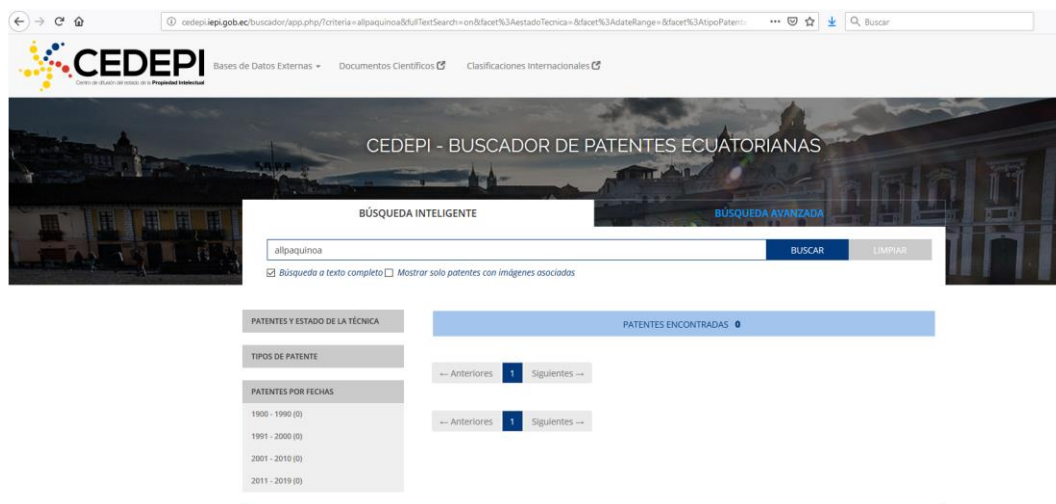 cedepi.iepi.gob.ec/buscador/app.php/?criteria=allpaquinoa&fullTextSearch=on&facet%3AestadoTecnica=&facet%3AdateRange=&facet%3AtipoPatent
Buscar
CEDEPI
Centro de difusión del estado de la Propiedad Intelectual
Bases de Datos Externas
Documentos Científicos
Clasificaciones Internacionales
CEDEPI - BUSCADOR DE PATENTES ECUATORIANAS
BÚSQUEDA INTELIGENTE
BÚSQUEDA AVANZADA
allpaquinoa
BUSCAR
LIMPIAR
Búsqueda a texto completo
Mostrar solo patentes con imágenes asociadas
PATENTES Y ESTADO DE LA TÉCNICA
PATENTES ENCONTRADAS 0
TIPOS DE PATENTE
← Anteriores 1 Siguientes →
PATENTES POR FECHAS
1900 - 1990 (0)
← Anteriores 1 Siguientes →
1991 - 2000 (0)
2001 - 2010 (0)
2011 - 2019 (0)